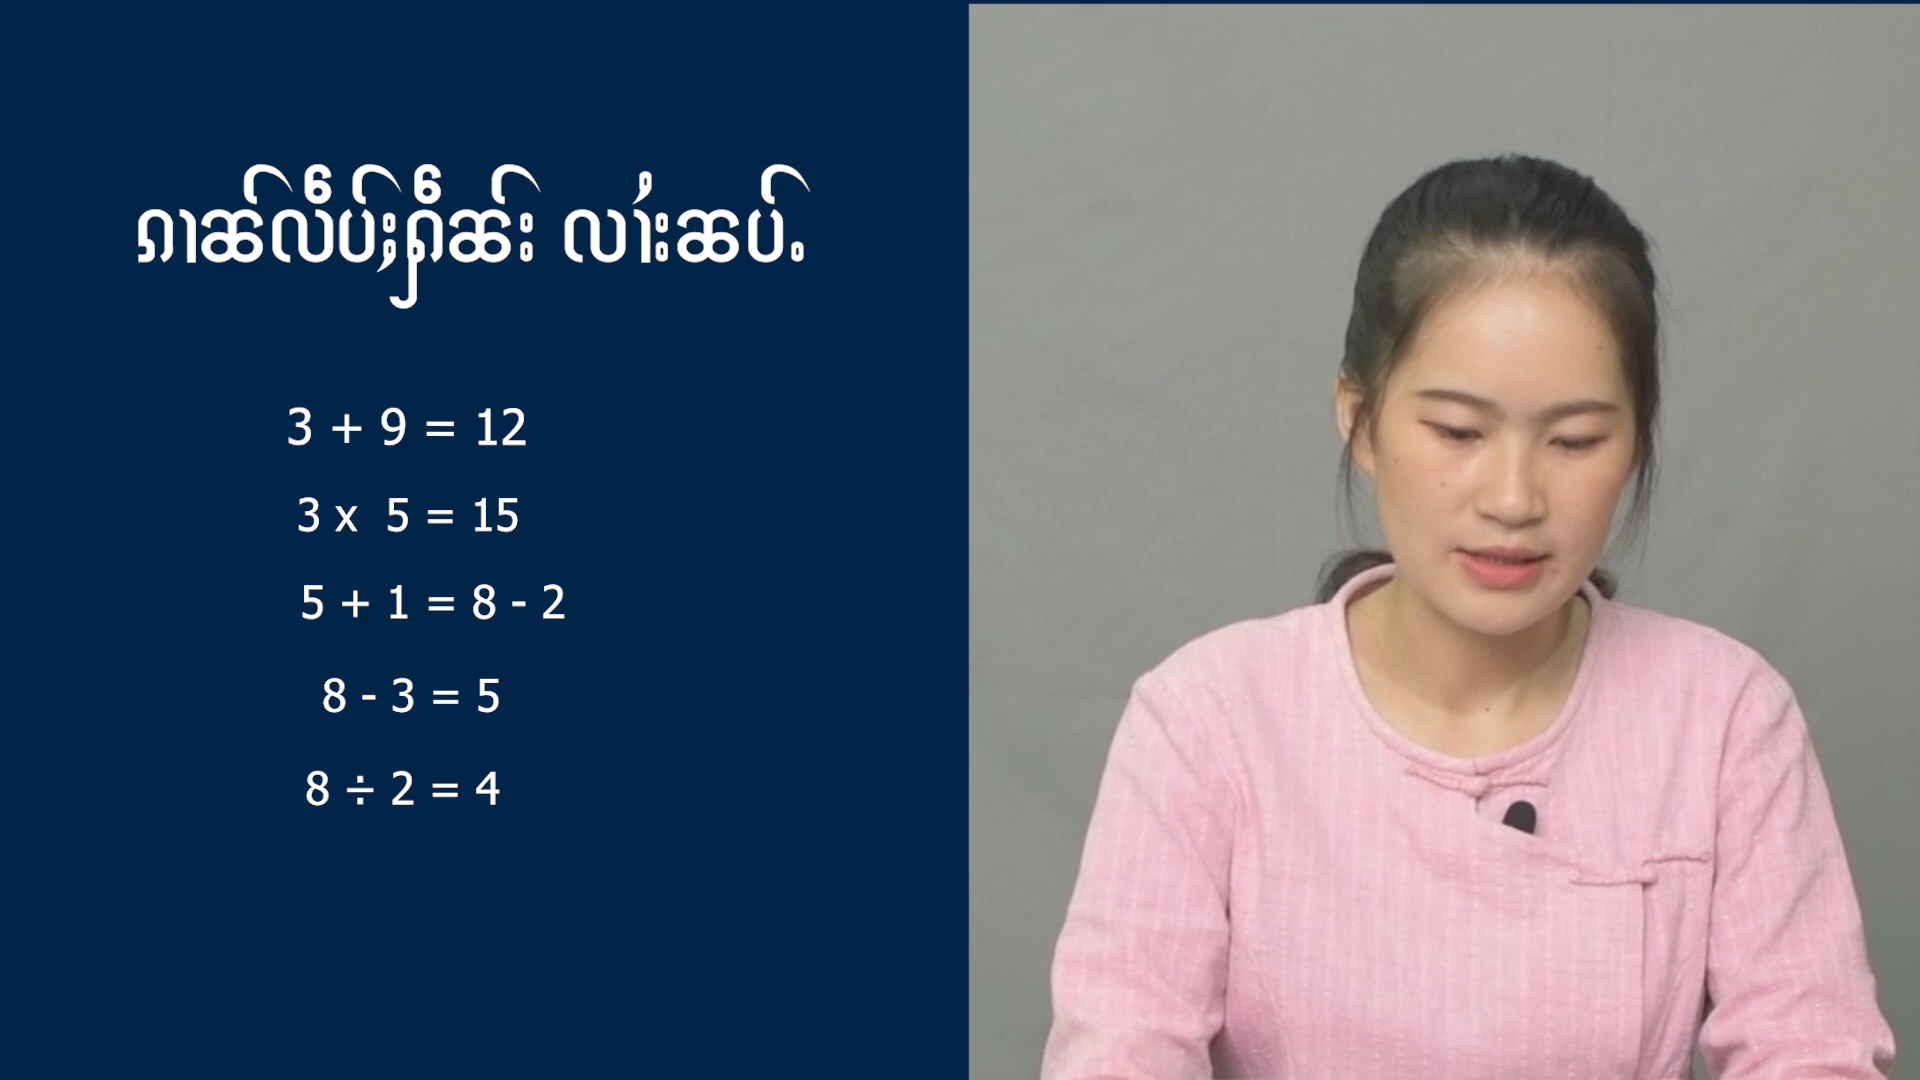 ၵၢၼ်လဵပ်ႈႁဵၼ်း လၢႆးၼပ်ႉ
3 + 9 = 12
3 x 5 = 15
5 + 1 = 8 - 2
8 - 3 = 5
8 ÷ 2 = 4